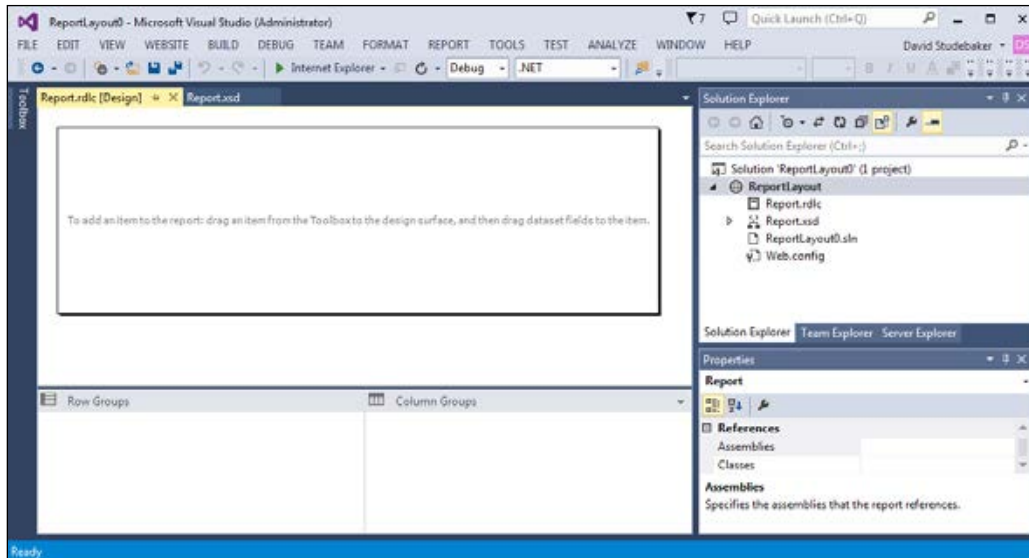 ReportLayout0 - Microsoft Visual Studio (Administrator)
7
Quick Launch (Ctrl+Q)
FILE EDIT VIEW WEBSITE BUILD DEBUG TEAM FORMAT REPORT TOOLS TEST ANALYZE WINDOW HELP
David Studebaker
DS
Internet Explorer
Debug
.NET
B I U A
Toolbox
Report.rdlc [Design]
Report.xsd
To add an item to the report: drag an item from the Toolbox to the design surface, and then drag dataset fields to the item.
Row Groups
Column Groups
Solution Explorer
Search Solution Explorer (Ctrl+;)
Solution 'ReportLayout0' (1 project)
ReportLayout
Report.rdlc
Report.xsd
ReportLayout0.sln
Web.config
Solution Explorer Team Explorer Server Explorer
Properties
Report
References
Assemblies
Classes
Assemblies
Specifies the assemblies that the report references.
Ready